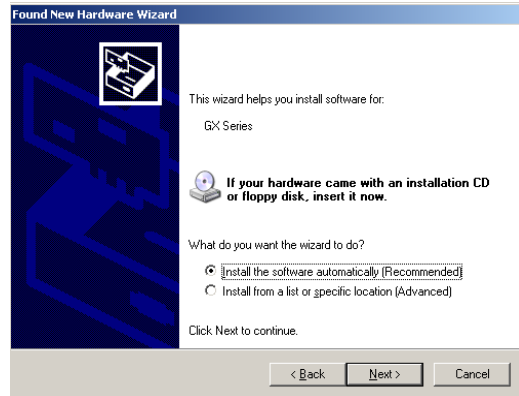 Found New Hardware Wizard
This wizard helps you install software for:
GX Series
If your hardware came with an installation CD
or floppy disk, insert it now.
What do you want the wizard to do?
Install the software automatically (Recommended)
Install from a list or specific location (Advanced)
Click Next to continue.
< Back
Next >
Cancel